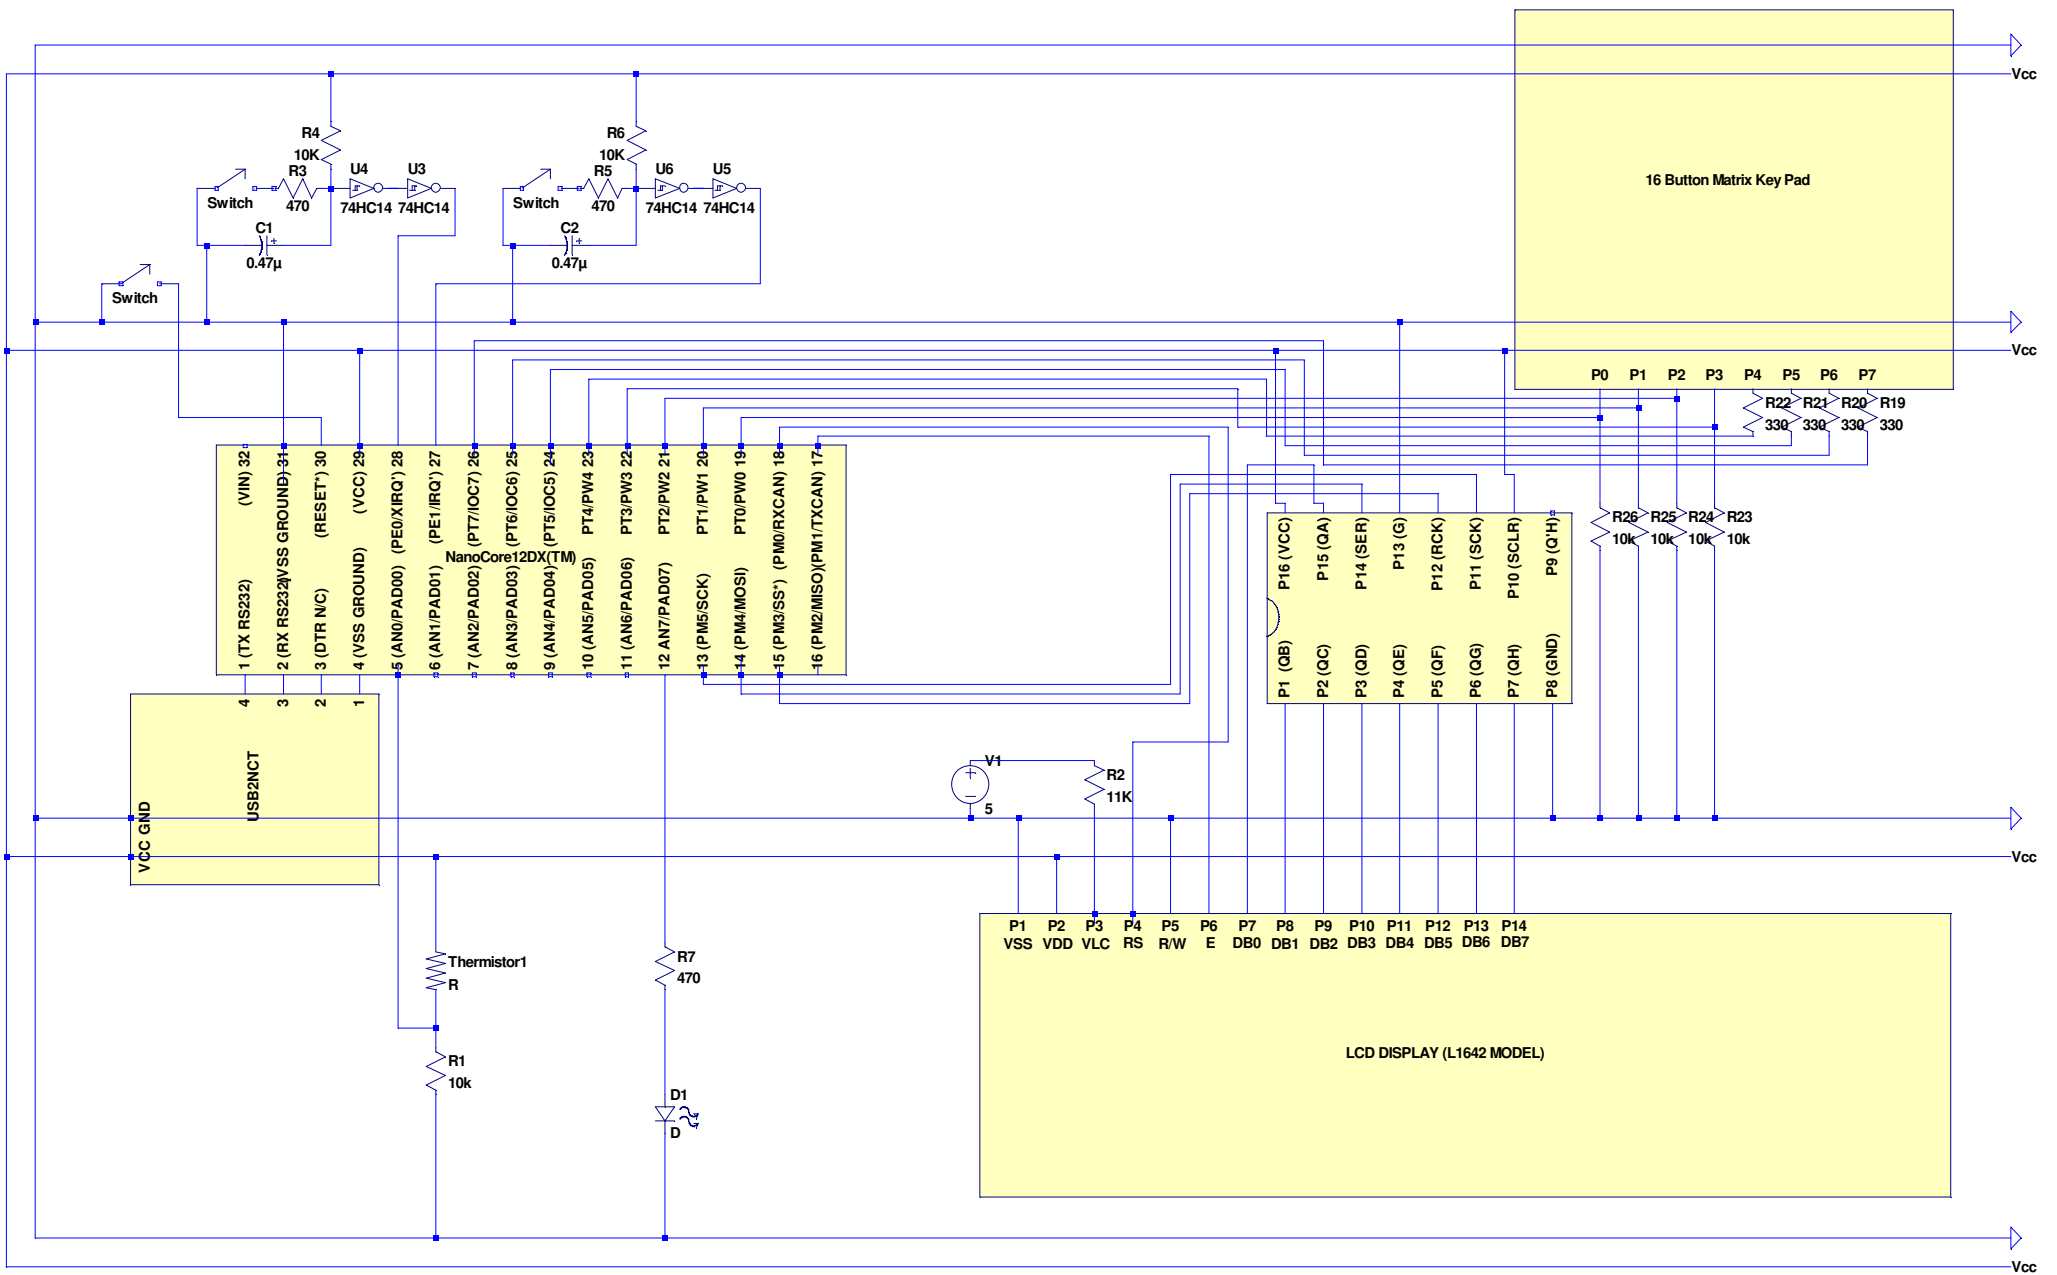 Vcc
R4
10K
R3
470
Switch
U4
74HC14
U3
74HC14
C1
0.47µ
R6
10K
R5
470
Switch
U6
74HC14
U5
74HC14
C2
0.47µ
Switch
16 Button Matrix Key Pad
Vcc
P0 P1 P2 P3 P4 P5 P6 P7
R22
330
R21
330
R20
330
R19
330
(VIN) 32
(VSS GROUND) 31
(RESET*) 30
(VCC) 29
(PE0/XIRQ') 28
(PE1/IRQ') 27
(PT7/IOC7) 26
(PT6/IOC6) 25
(PT5/IOC5) 24
PT4/PW4 23
PT3/PW3 22
PT2/PW2 21
PT1/PW1 20
PT0/PW0 19
(PM0/RXCAN) 18
(PM1/TXCAN) 17
NanoCore12DX(TM)
1 (TX RS232)
2 (RX RS232)
3 (DTR N/C)
4 (VSS GROUND)
5 (AN0/PAD00)
6 (AN1/PAD01)
7 (AN2/PAD02)
8 (AN3/PAD03)
9 (AN4/PAD04)
10 (AN5/PAD05)
11 (AN6/PAD06)
12 AN7/PAD07)
13 (PM5/SCK)
14 (PM4/MOSI)
15 (PM3/SS*)
16 (PM2/MISO)
P16 (VCC)
P15 (QA)
P14 (SER)
P13 (G)
P12 (RCK)
P11 (SCK)
P10 (SCLR)
P9 (Q'H)
P1 (QB)
P2 (QC)
P3 (QD)
P4 (QE)
P5 (QF)
P6 (QG)
P7 (QH)
P8 (GND)
R26
10k
R25
10k
R24
10k
R23
10k
4 3 2 1
USB2NCT
VCC GND
V1
5
R2
11K
Vcc
Thermistor1
R
R1
10k
R7
470
D1
D
P1 P2 P3 P4 P5 P6 P7 P8 P9 P10 P11 P12 P13 P14
VSS VDD VLC RS R/W E DB0 DB1 DB2 DB3 DB4 DB5 DB6 DB7
LCD DISPLAY (L1642 MODEL)
Vcc